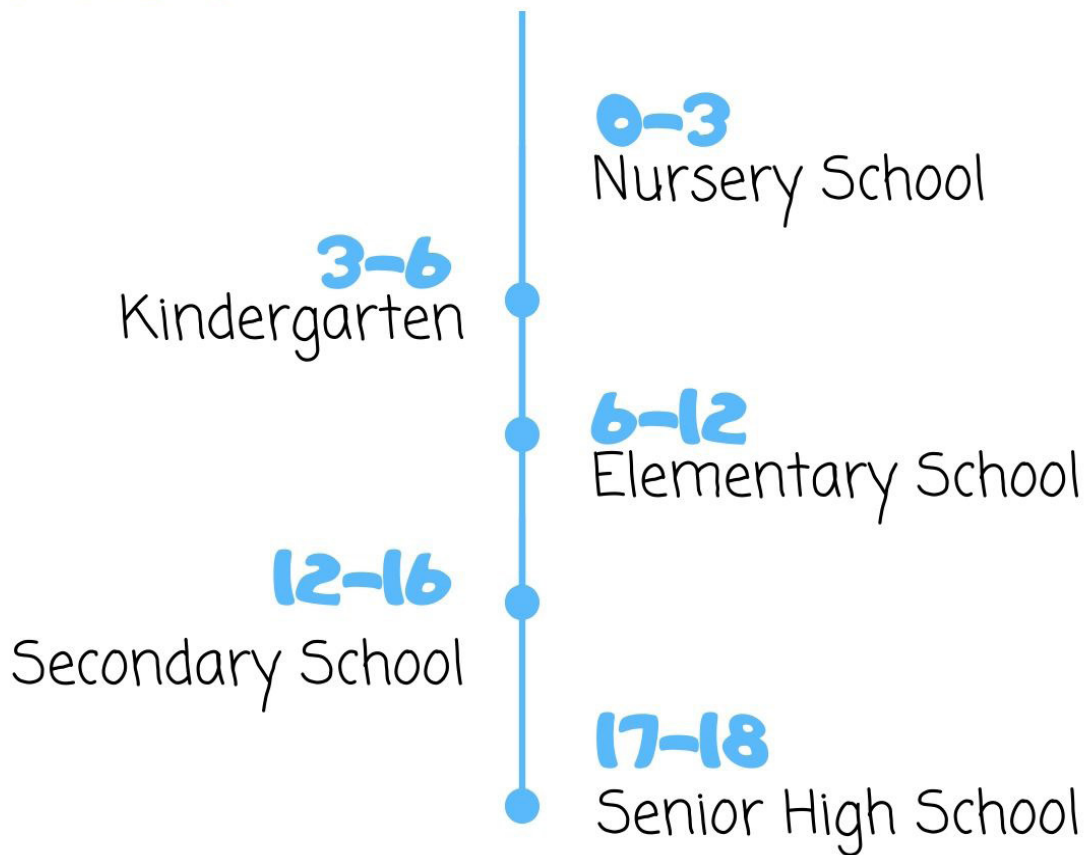 0-3
Nursery School
3-6
Kindergarten
6-12
Elementary School
12-16
Secondary School
17-18
Senior High School